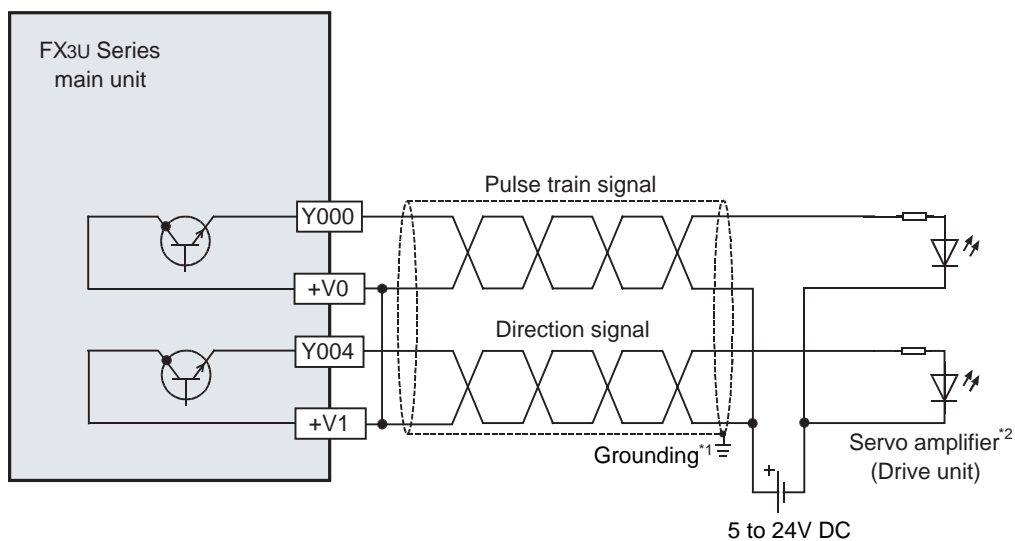 FX3U Series
main unit
Pulse train signal
Y000
+V0
Direction signal
Y004
+V1
Grounding*1
Servo amplifier*2
(Drive unit)
+
5 to 24V DC